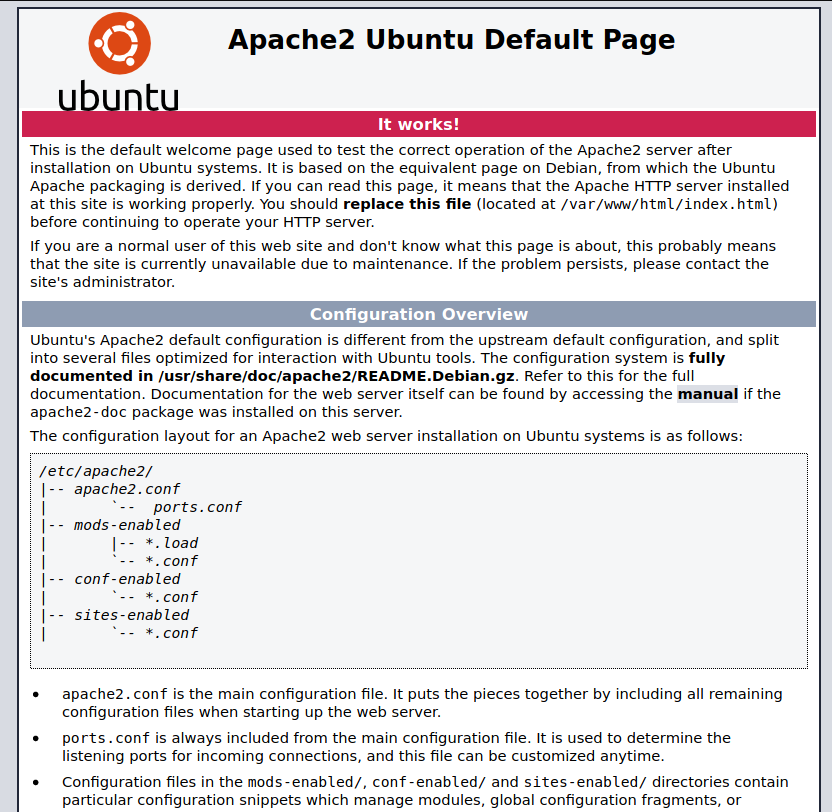 Apache2 Ubuntu Default Page
ubuntu
It works!
This is the default welcome page used to test the correct operation of the Apache2 server after
installation on Ubuntu systems. It is based on the equivalent page on Debian, from which the Ubuntu
Apache packaging is derived. If you can read this page, it means that the Apache HTTP server installed
at this site is working properly. You should replace this file (located at /var/www/html/index.html)
before continuing to operate your HTTP server.
If you are a normal user of this web site and don't know what this page is about, this probably means
that the site is currently unavailable due to maintenance. If the problem persists, please contact the
site's administrator.
Configuration Overview
Ubuntu's Apache2 default configuration is different from the upstream default configuration, and split
into several files optimized for interaction with Ubuntu tools. The configuration system is fully
documented in /usr/share/doc/apache2/README.Debian.gz. Refer to this for the full
documentation. Documentation for the web server itself can be found by accessing the manual if the
apache2-doc package was installed on this server.
The configuration layout for an Apache2 web server installation on Ubuntu systems is as follows:
/etc/apache2/
|-- apache2.conf
|       `--  ports.conf
|-- mods-enabled
|       |-- *.load
|       `-- *.conf
|-- conf-enabled
|       `-- *.conf
|-- sites-enabled
|       `-- *.conf
• apache2.conf is the main configuration file. It puts the pieces together by including all remaining
configuration files when starting up the web server.
• ports.conf is always included from the main configuration file. It is used to determine the
listening ports for incoming connections, and this file can be customized anytime.
• Configuration files in the mods-enabled/, conf-enabled/ and sites-enabled/ directories contain
particular configuration snippets which manage modules, global configuration fragments, or